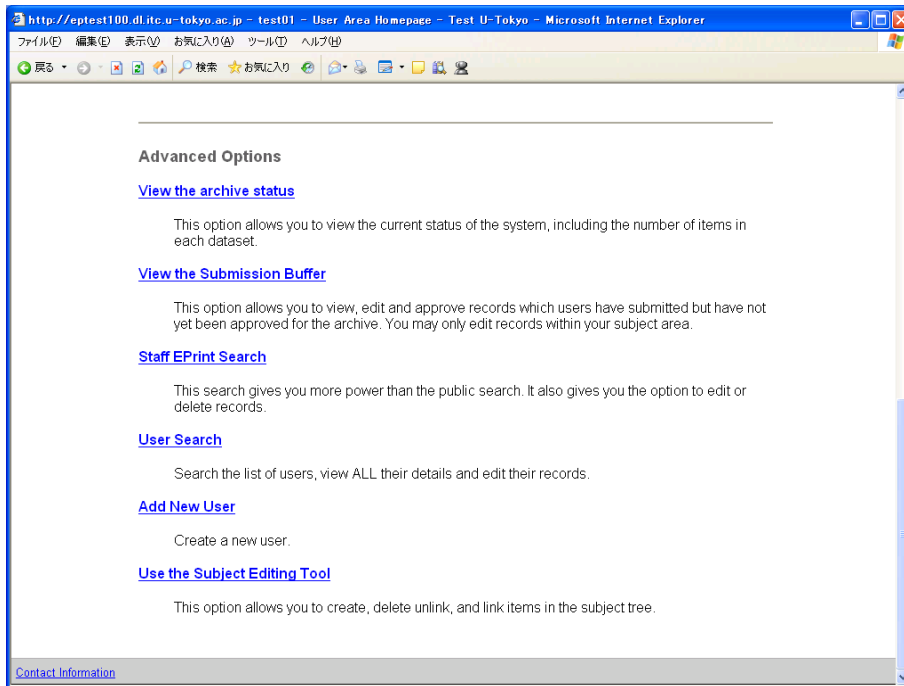 http://eptest100.dl.itc.u-tokyo.ac.jp - test01 - User Area Homepage - Test U-Tokyo - Microsoft Internet Explorer
ファイル(F) 編集(E) 表示(V) お気に入り(A) ツール(T) ヘルプ(H)
戻る 検索 お気に入り
Advanced Options
View the archive status
This option allows you to view the current status of the system, including the number of items in
each dataset.
View the Submission Buffer
This option allows you to view, edit and approve records which users have submitted but have not
yet been approved for the archive. You may only edit records within your subject area.
Staff EPrint Search
This search gives you more power than the public search. It also gives you the option to edit or
delete records.
User Search
Search the list of users, view ALL their details and edit their records.
Add New User
Create a new user.
Use the Subject Editing Tool
This option allows you to create, delete unlink, and link items in the subject tree.
Contact Information